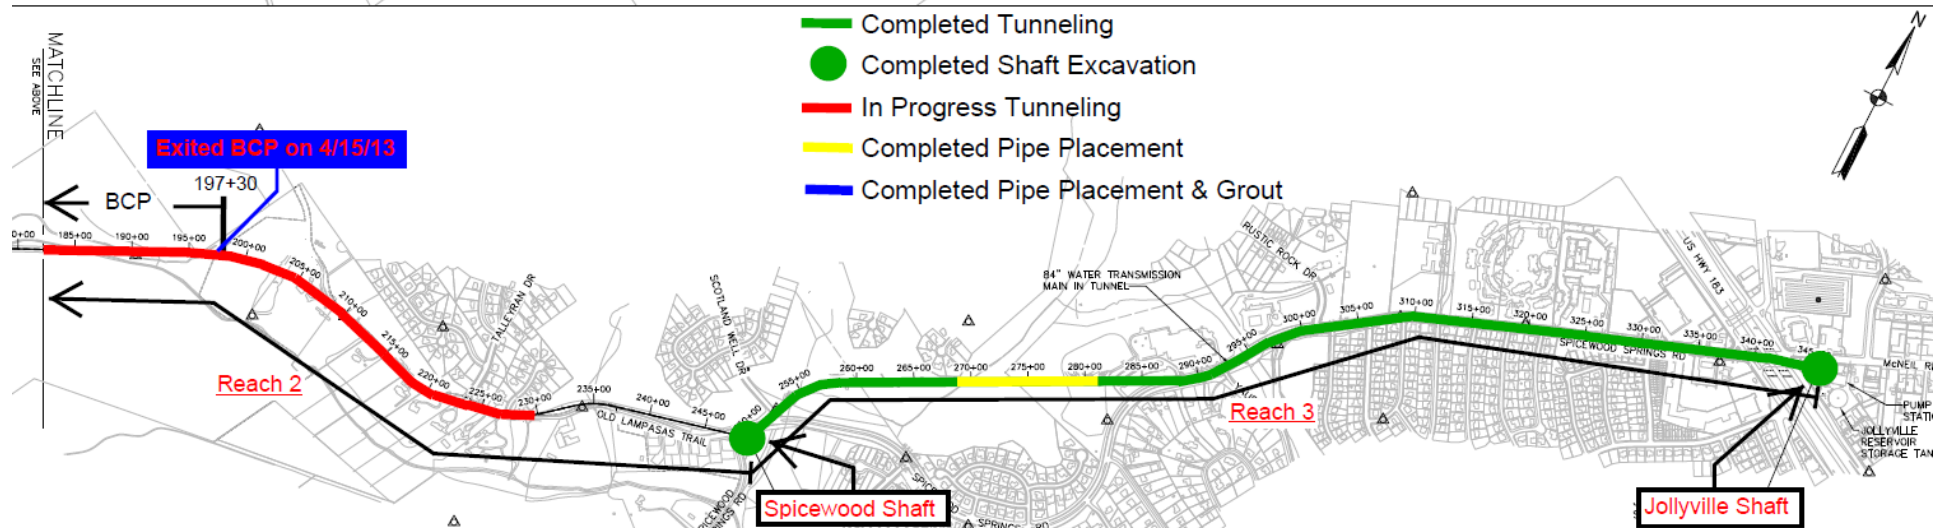 Completed Tunneling
Completed Shaft Excavation
In Progress Tunneling
Completed Pipe Placement
Completed Pipe Placement & Grout
N
MATCHLINE
SEE ABOVE
Exited BCP on 4/15/13
197+30
BCP
185+00
190+00
195+00
200+00
205+00
210+00
215+00
220+00
225+00
230+00
235+00
240+00
245+00
255+00
260+00
265+00
270+00
275+00
280+00
285+00
290+00
295+00
300+00
305+00
310+00
315+00
320+00
325+00
330+00
335+00
340+00
TALLEYRAN DR
SCOTLAND WELL DR
OLD LAMPASAS TRAIL
84" WATER TRANSMISSION
MAIN IN TUNNEL
RUSTIC ROCK DR
US HWY 183
SPICEWOOD SPRINGS RD
McNEIL
PUMP
JOLLYVILLE
RESERVOIR
STORAGE
Reach 2
Reach 3
Spicewood Shaft
Jollyville Shaft
SPRINGS RD